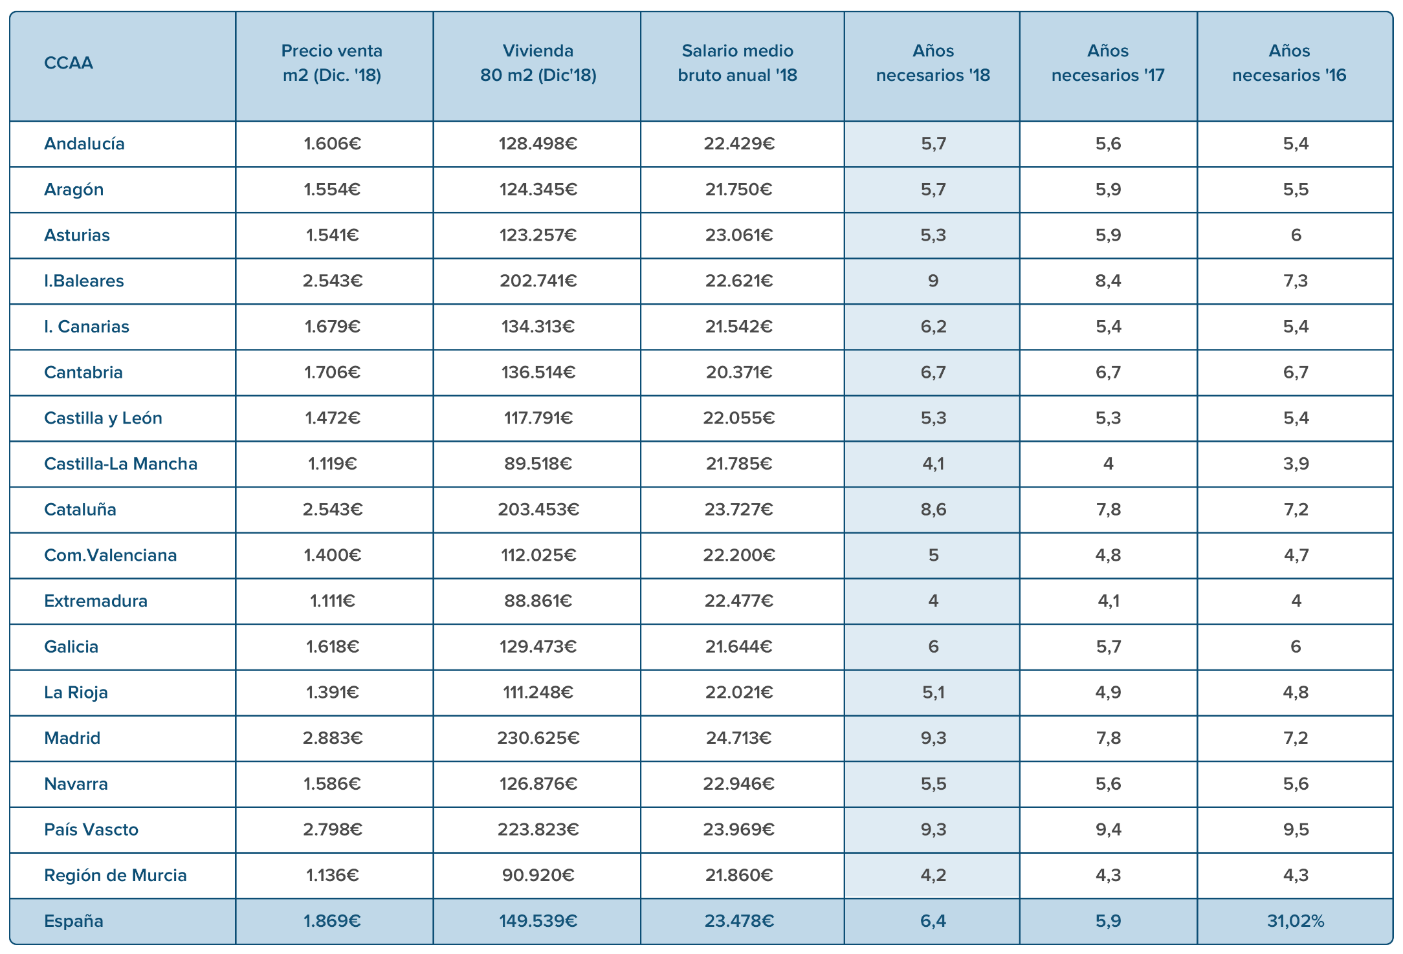 CCAA Precio venta m2 (Dic. '18) Vivienda 80 m2 (Dic'18) Salario medio bruto anual '18 Años necesarios '18 Años necesarios '17 Años necesarios '16
Andalucía 1.606€ 128.498€ 22.429€ 5,7 5,6 5,4
Aragón 1.554€ 124.345€ 21.750€ 5,7 5,9 5,5
Asturias 1.541€ 123.257€ 23.061€ 5,3 5,9 6
I.Baleares 2.543€ 202.741€ 22.621€ 9 8,4 7,3
I. Canarias 1.679€ 134.313€ 21.542€ 6,2 5,4 5,4
Cantabria 1.706€ 136.514€ 20.371€ 6,7 6,7 6,7
Castilla y León 1.472€ 117.791€ 22.055€ 5,3 5,3 5,4
Castilla-La Mancha 1.119€ 89.518€ 21.785€ 4,1 4 3,9
Cataluña 2.543€ 203.453€ 23.727€ 8,6 7,8 7,2
Com.Valenciana 1.400€ 112.025€ 22.200€ 5 4,8 4,7
Extremadura 1.111€ 88.861€ 22.477€ 4 4,1 4
Galicia 1.618€ 129.473€ 21.644€ 6 5,7 6
La Rioja 1.391€ 111.248€ 22.021€ 5,1 4,9 4,8
Madrid 2.883€ 230.625€ 24.713€ 9,3 7,8 7,2
Navarra 1.586€ 126.876€ 22.946€ 5,5 5,6 5,6
País Vascto 2.798€ 223.823€ 23.969€ 9,3 9,4 9,5
Región de Murcia 1.136€ 90.920€ 21.860€ 4,2 4,3 4,3
España 1.869€ 149.539€ 23.478€ 6,4 5,9 31,02%